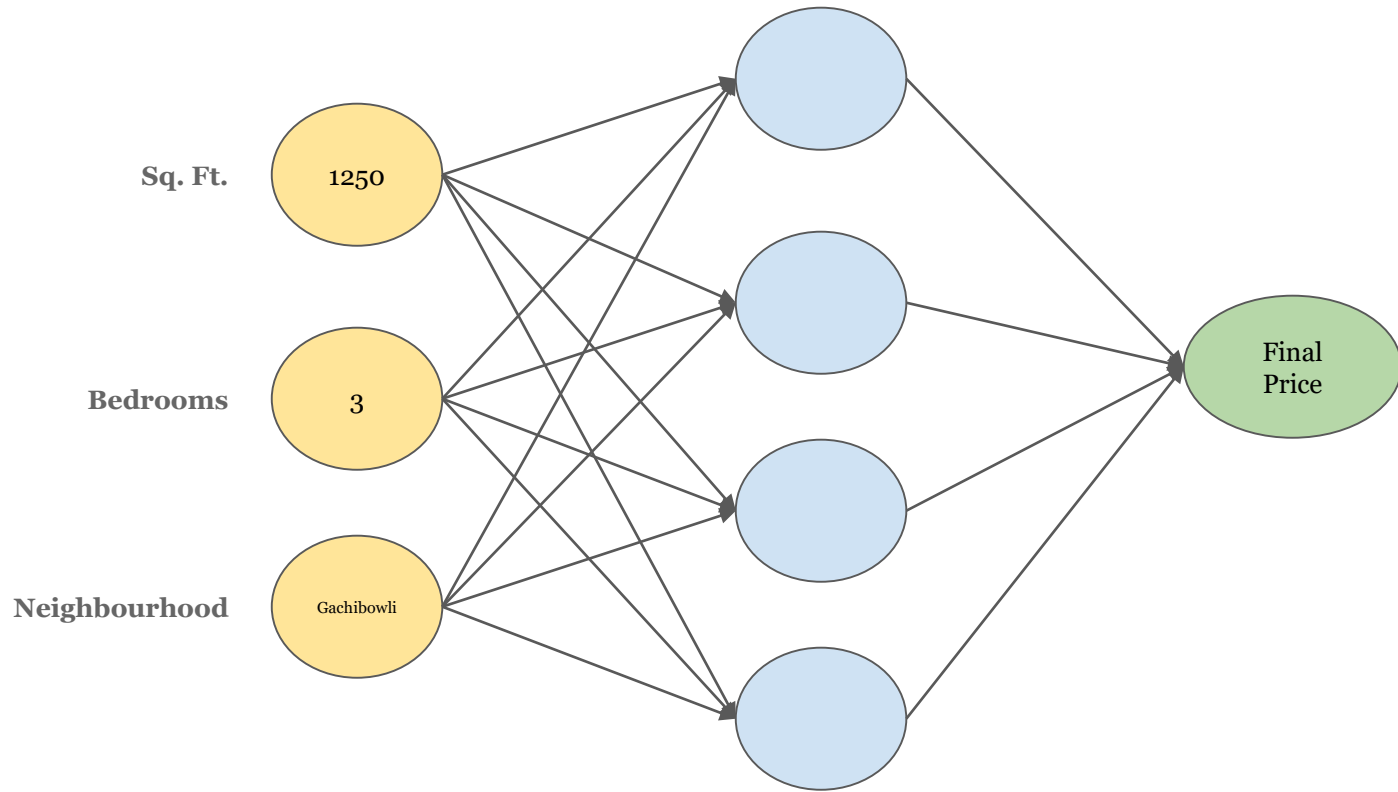 Sq. Ft.
1250
Bedrooms
3
Neighbourhood
Gachibowli
Final
Price